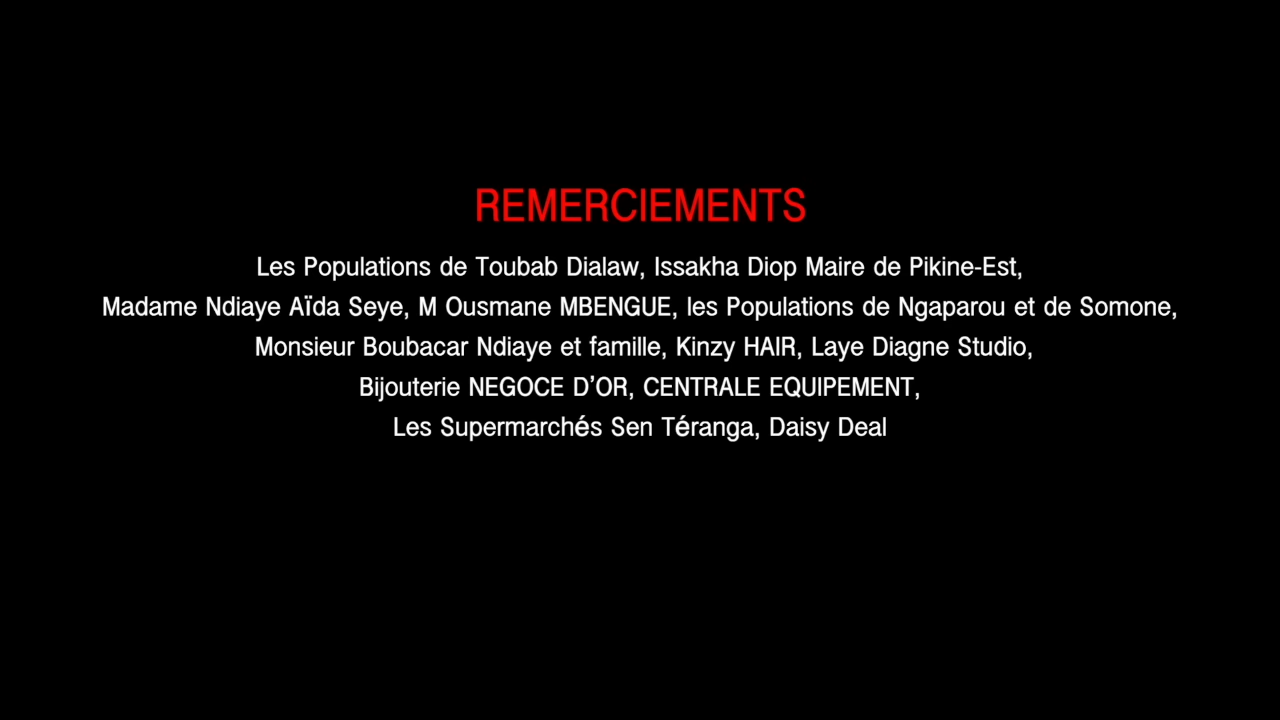 REMERCIEMENTS
Les Populations de Toubab Dialaw, Issakha Diop Maire de Pikine-Est,
Madame Ndiaye Aïda Seye, M Ousmane MBENGUE, les Populations de Ngaparou et de Somone,
Monsieur Boubacar Ndiaye et famille, Kinzy HAIR, Laye Diagne Studio,
Bijouterie NEGOCE D’OR, CENTRALE EQUIPEMENT,
Les Supermarchés Sen Téranga, Daisy Deal